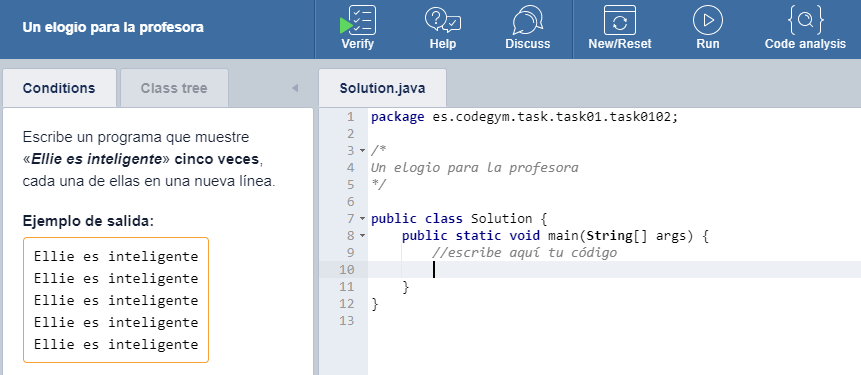 Un elogio para la profesora
Verify
Help
Discuss
New/Reset
Run
Code analysis
Conditions
Class tree
Escribe un programa que muestre
«Ellie es inteligente» cinco veces,
cada una de ellas en una nueva línea.
Ejemplo de salida:
Ellie es inteligente
Ellie es inteligente
Ellie es inteligente
Ellie es inteligente
Ellie es inteligente
Solution.java
1 package es.codegym.task.task01.task0102;
2
3 /*
4 Un elogio para la profesora
5 */
6
7 public class Solution {
8 public static void main(String[] args) {
9 //escribe aquí tu código
10
11 }
12 }
13